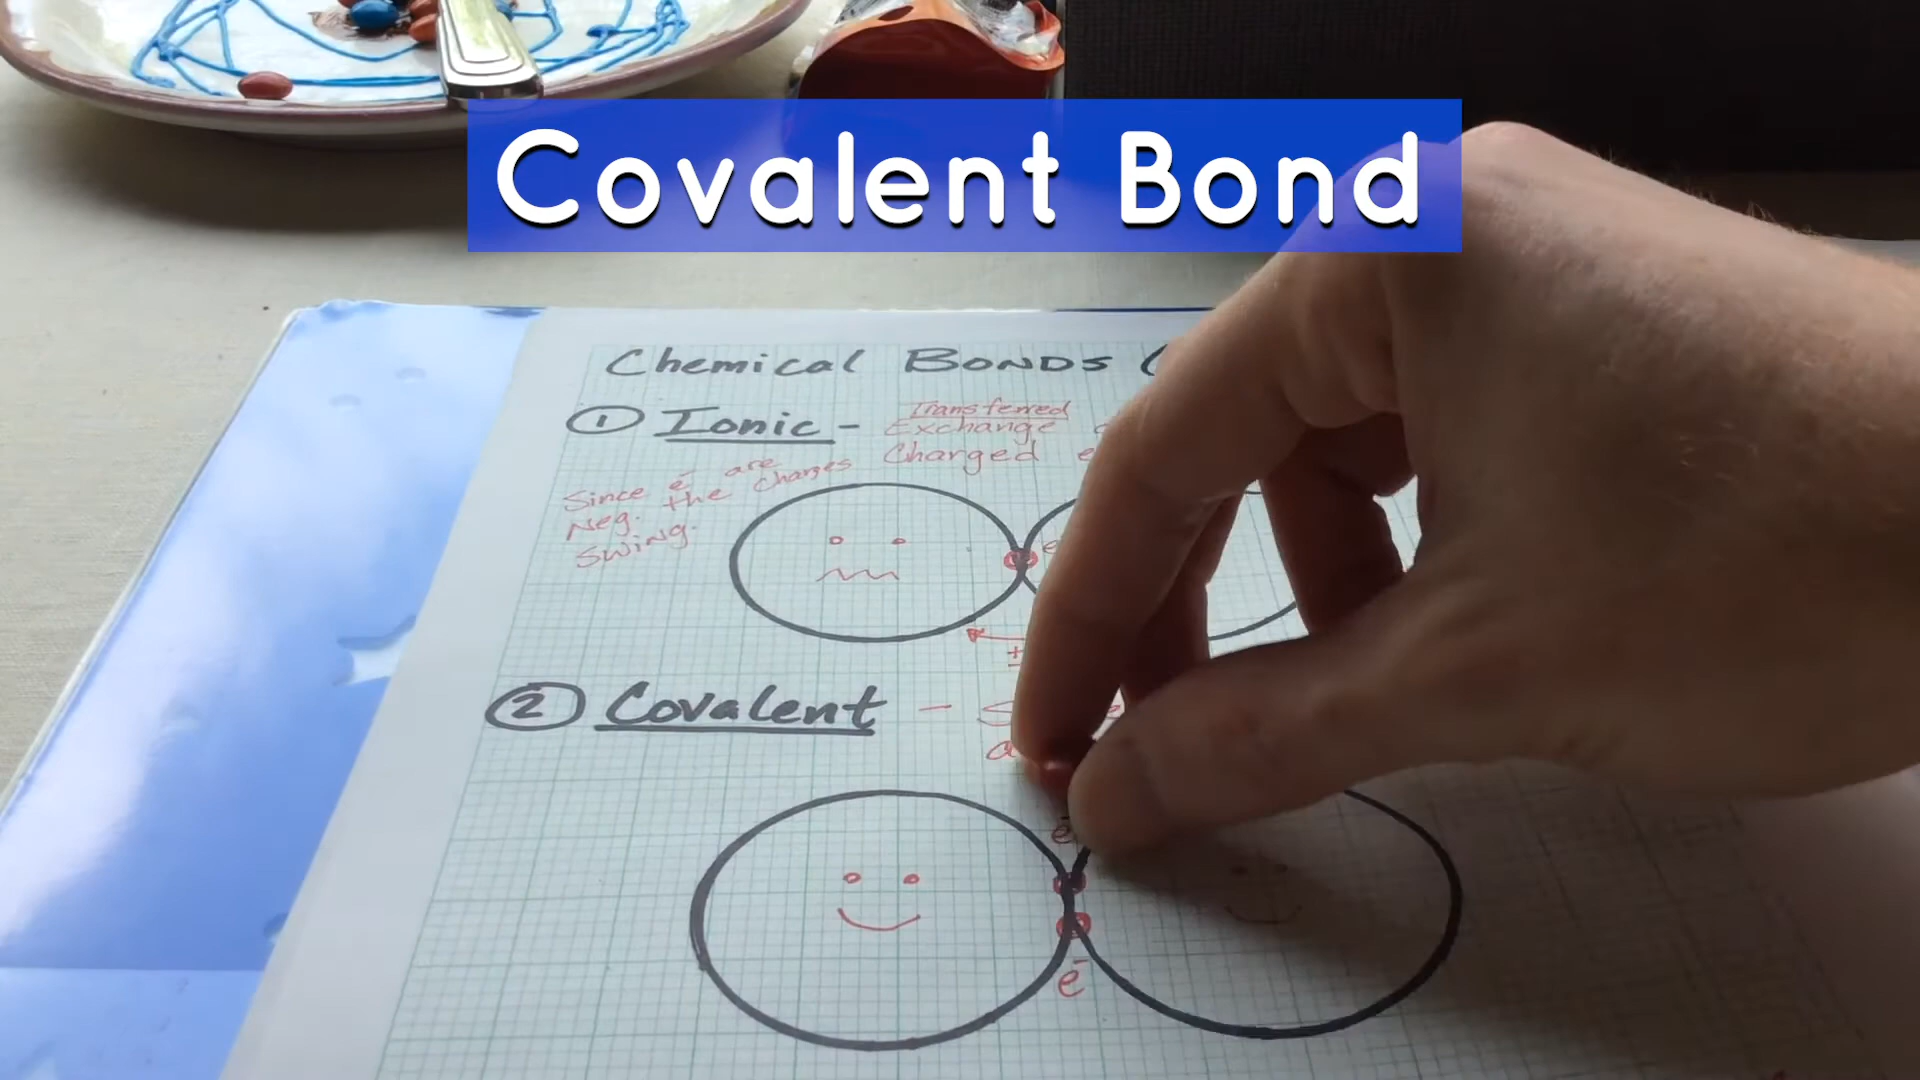 Covalent Bond
Chemical BONDS (
① Ionic -
Transferred
Exchange
Charged e
Since e⁻ are
Neg. the charges
Swing.
e
±
② Covalent -
a
e⁻
e⁻